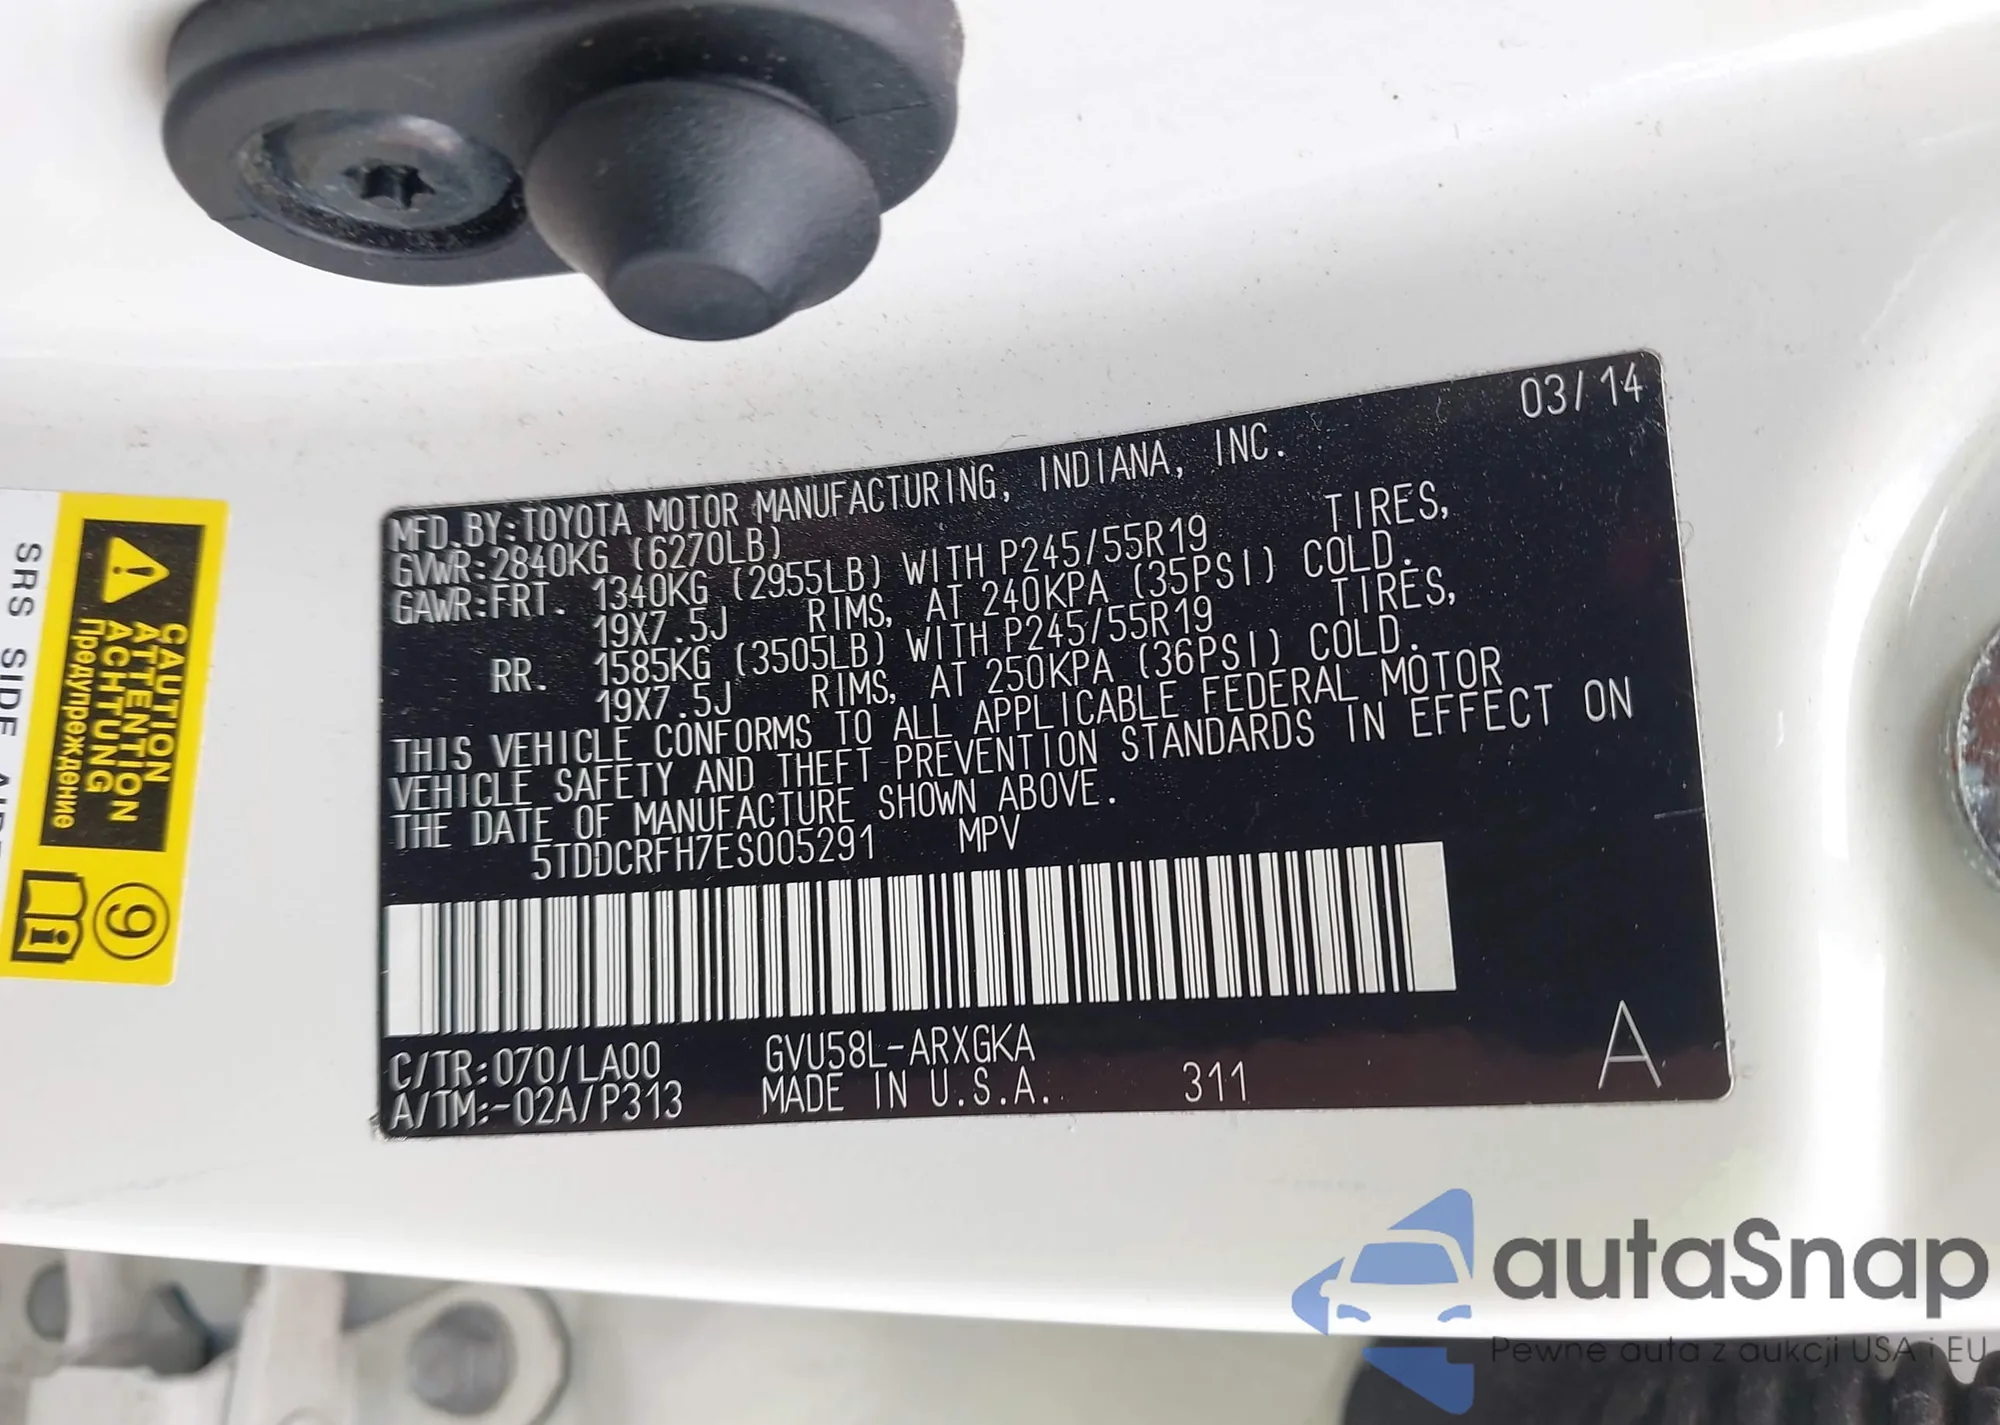 03/14
MFD.BY:TOYOTA MOTOR MANUFACTURING, INDIANA, INC.
GVWR:2840KG (6270LB)
GAWR:FRT. 1340KG (2955LB) WITH P245/55R19 TIRES,
19X7.5J RIMS, AT 240KPA (35PSI) COLD.
RR. 1585KG (3505LB) WITH P245/55R19 TIRES,
19X7.5J RIMS, AT 250KPA (36PSI) COLD.
THIS VEHICLE CONFORMS TO ALL APPLICABLE FEDERAL MOTOR
VEHICLE SAFETY AND THEFT PREVENTION STANDARDS IN EFFECT ON
THE DATE OF MANUFACTURE SHOWN ABOVE.
5TDDCRFH7ES005291 MPV
C/TR:070/LA00 GVU58L-ARXGKA
A/TM:-02A/P313 MADE IN U.S.A. 311 A
CAUTION
ATTENTION
ACHTUNG
Предупреждение
9
SRS SIDE
autaSnap
Pewne auta z aukcji USA i EU